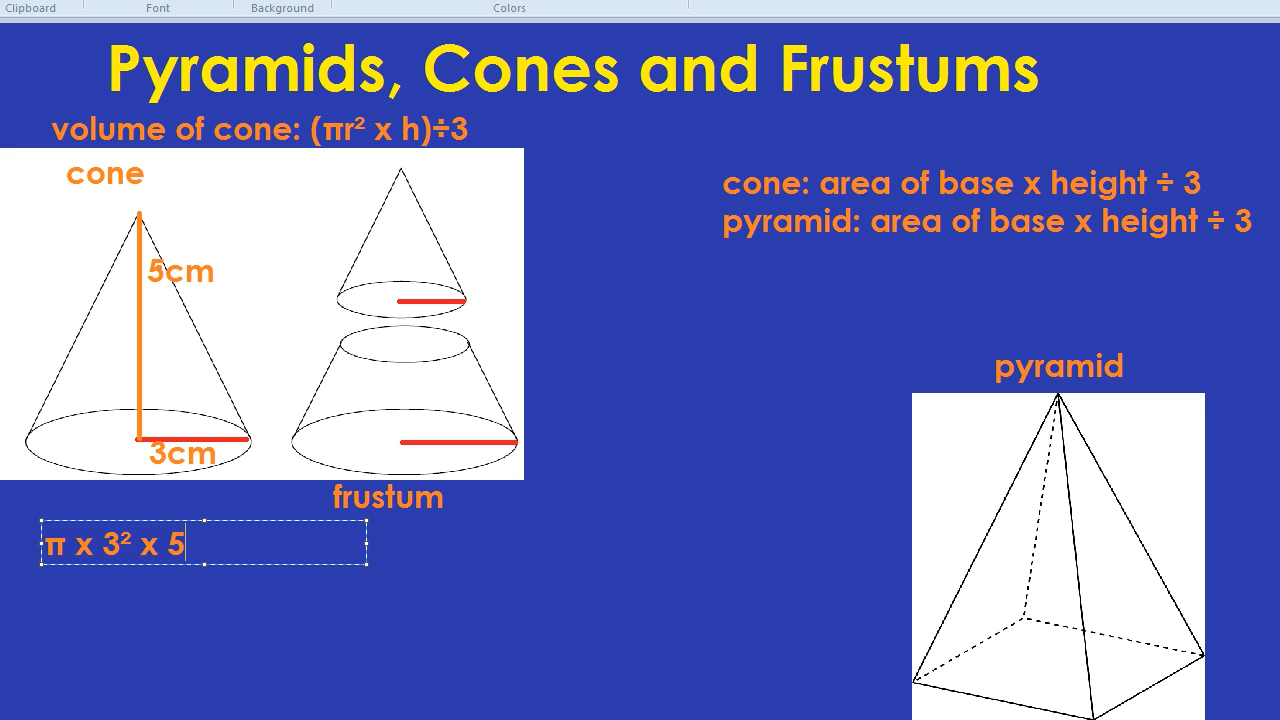 Clipboard Font Background Colors
Pyramids, Cones and Frustums
volume of cone: (πr² x h)÷3
cone
cone: area of base x height ÷ 3
pyramid: area of base x height ÷ 3
5cm
pyramid
3cm
frustum
π x 3² x 5